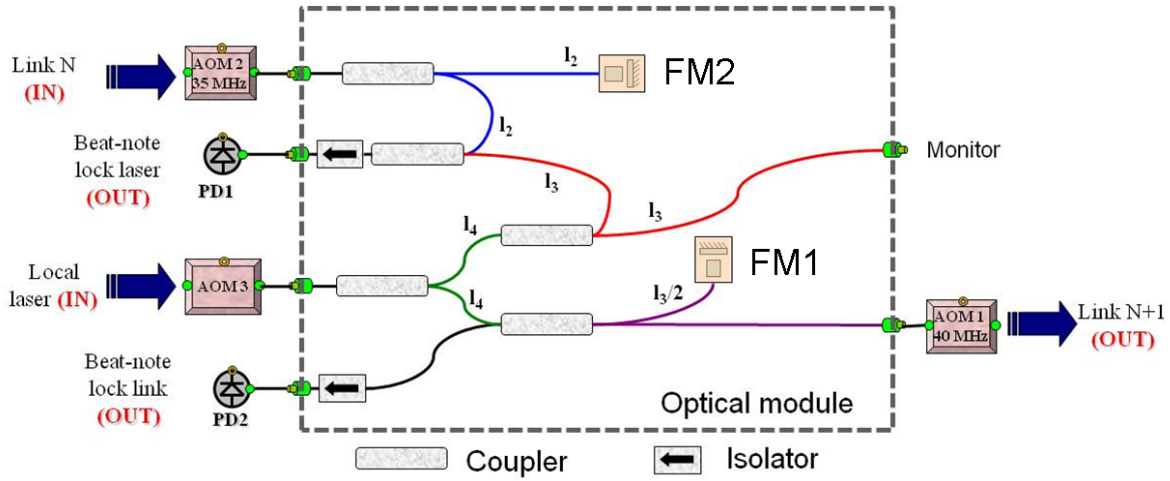 Link N
(IN)
AOM 2
35 MHz
l2
FM2
l2
Beat-note
lock laser
(OUT)
PD1
Monitor
l3
l3
l4
FM1
Local
laser (IN)
AOM 3
l4
l3/2
AOM 1
40 MHz
Link N+1
(OUT)
Beat-note
lock link
(OUT)
PD2
Optical module
Coupler
Isolator